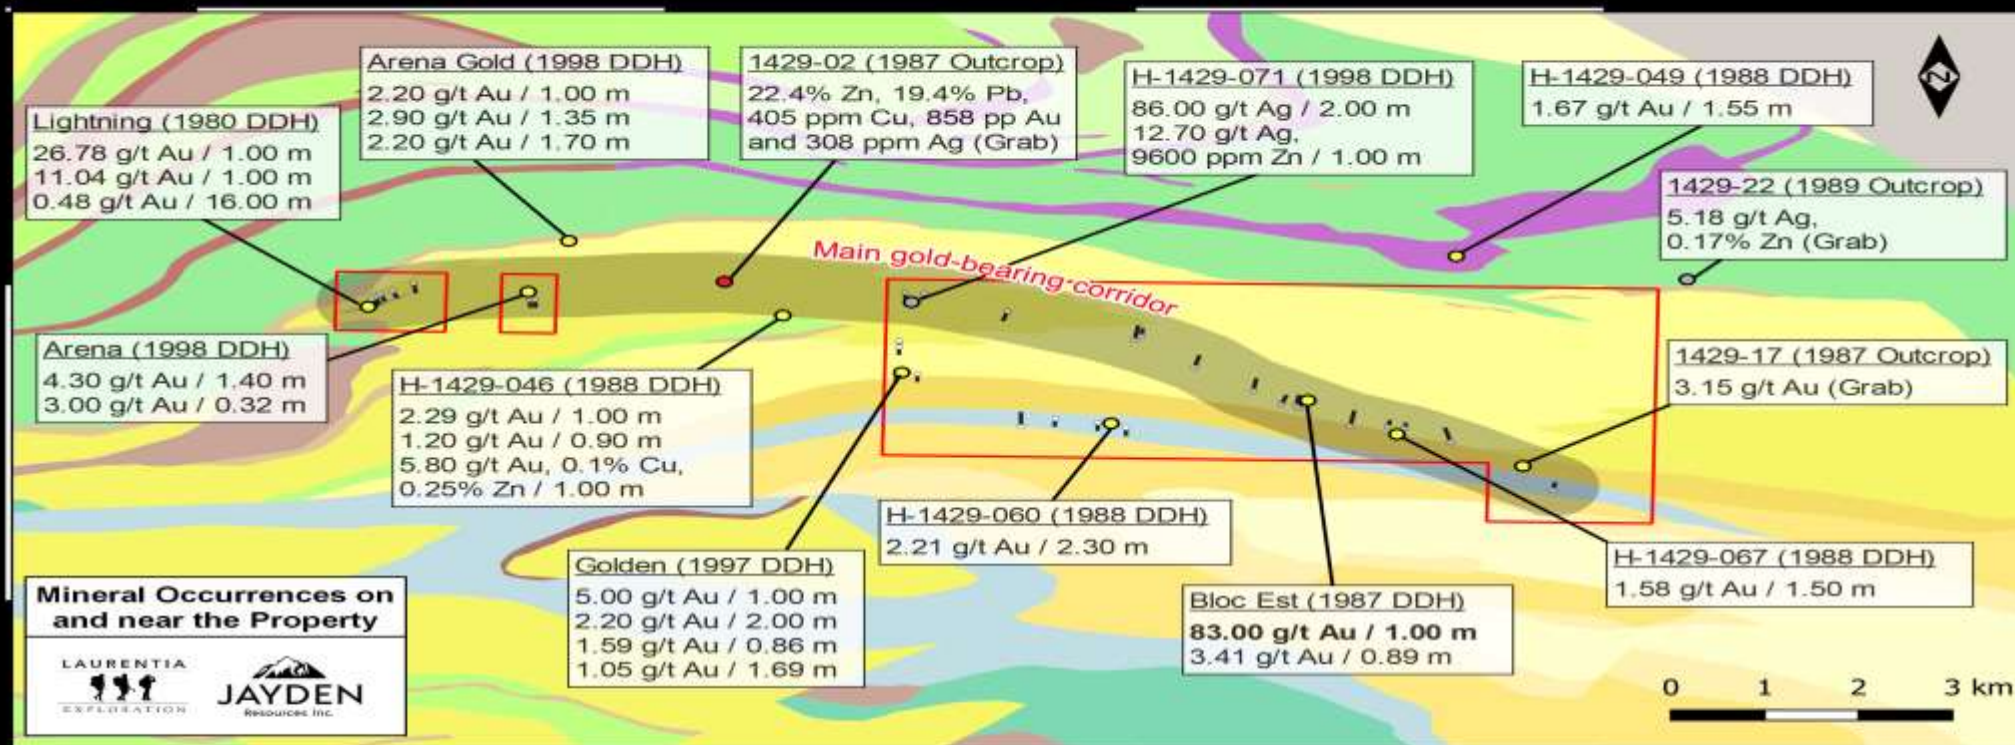 Arena Gold (1998 DDH)
2.20 g/t Au / 1.00 m
2.90 g/t Au / 1.35 m
2.20 g/t Au / 1.70 m
1429-02 (1987 Outcrop)
22.4% Zn, 19.4% Pb,
405 ppm Cu, 858 pp Au
and 308 ppm Ag (Grab)
H-1429-071 (1998 DDH)
86.00 g/t Ag / 2.00 m
12.70 g/t Ag,
9600 ppm Zn / 1.00 m
H-1429-049 (1988 DDH)
1.67 g/t Au / 1.55 m
N
Lightning (1980 DDH)
26.78 g/t Au / 1.00 m
11.04 g/t Au / 1.00 m
0.48 g/t Au / 16.00 m
1429-22 (1989 Outcrop)
5.18 g/t Ag,
0.17% Zn (Grab)
Main gold-bearing corridor
Arena (1998 DDH)
4.30 g/t Au / 1.40 m
3.00 g/t Au / 0.32 m
H-1429-046 (1988 DDH)
2.29 g/t Au / 1.00 m
1.20 g/t Au / 0.90 m
5.80 g/t Au, 0.1% Cu,
0.25% Zn / 1.00 m
1429-17 (1987 Outcrop)
3.15 g/t Au (Grab)
H-1429-060 (1988 DDH)
2.21 g/t Au / 2.30 m
Golden (1997 DDH)
5.00 g/t Au / 1.00 m
2.20 g/t Au / 2.00 m
1.59 g/t Au / 0.86 m
1.05 g/t Au / 1.69 m
Bloc Est (1987 DDH)
83.00 g/t Au / 1.00 m
3.41 g/t Au / 0.89 m
H-1429-067 (1988 DDH)
1.58 g/t Au / 1.50 m
Mineral Occurrences on
and near the Property
LAURENTIA
EXPLORATION
JAYDEN
Resources Inc.
0 1 2 3 km